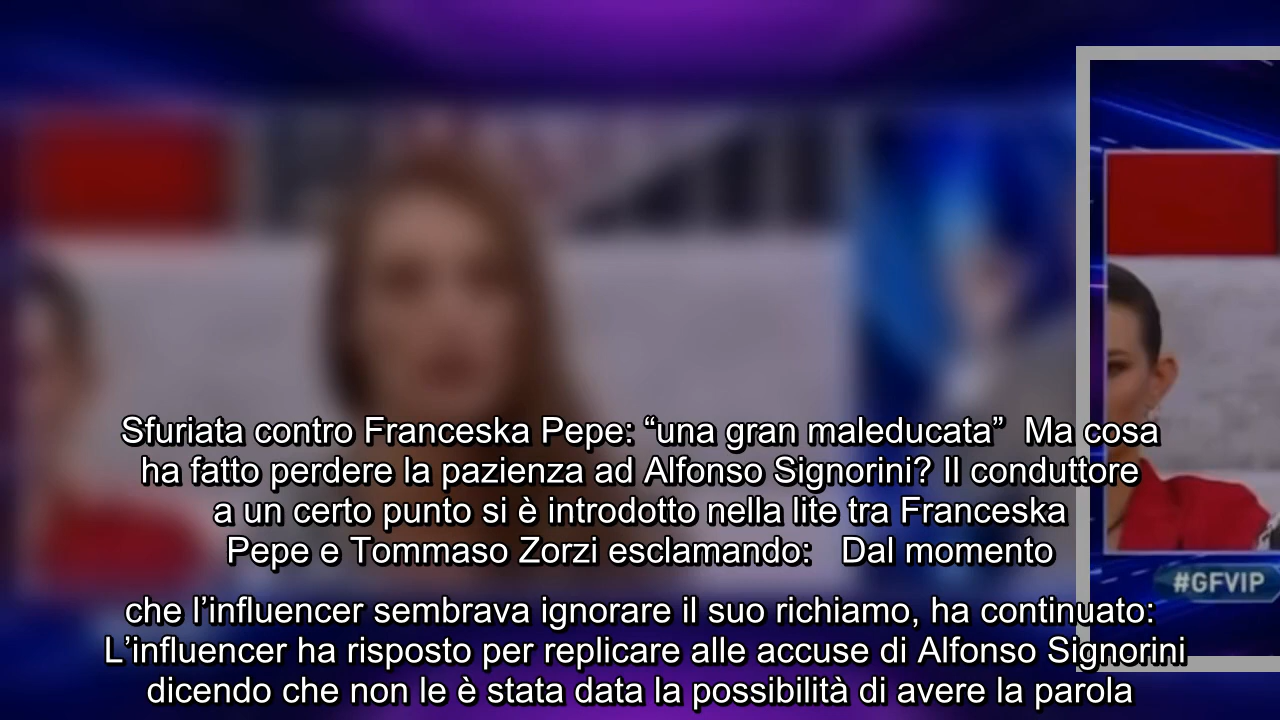 Sfuriata contro Franceska Pepe: “una gran maleducata”  Ma cosa
ha fatto perdere la pazienza ad Alfonso Signorini? Il conduttore
a un certo punto si è introdotto nella lite tra Franceska
Pepe e Tommaso Zorzi esclamando:   Dal momento
che l’influencer sembrava ignorare il suo richiamo, ha continuato:
L’influencer ha risposto per replicare alle accuse di Alfonso Signorini
dicendo che non le è stata data la possibilità di avere la parola
#GFVIP